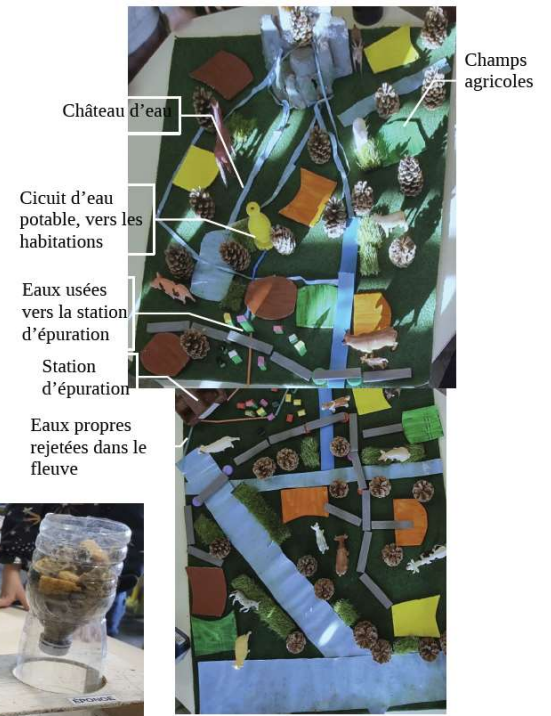 Champs
agricoles
Château d'eau
Cicuit d'eau
potable, vers les
habitations
Eaux usées
vers la station
d'épuration
Station
d'épuration
Eaux propres
rejetées dans le
fleuve
ÉPONGE